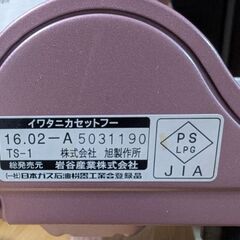 イワタニカセットフー
16.02-A 5031190
TS-1 株式会社 旭製作所
総発売元 岩谷産業株式会社
(一社)日本ガス石油機器工業会登録品
PS
LPG
JIA